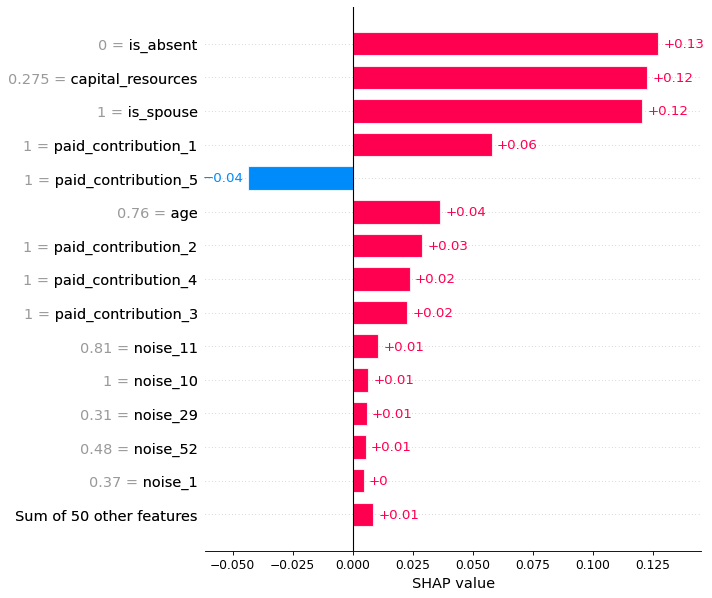 0 = is_absent +0.13
0.275 = capital_resources +0.12
1 = is_spouse +0.12
1 = paid_contribution_1 +0.06
1 = paid_contribution_5 −0.04
0.76 = age +0.04
1 = paid_contribution_2 +0.03
1 = paid_contribution_4 +0.02
1 = paid_contribution_3 +0.02
0.81 = noise_11 +0.01
1 = noise_10 +0.01
0.31 = noise_29 +0.01
0.48 = noise_52 +0.01
0.37 = noise_1 +0
Sum of 50 other features +0.01
−0.050 −0.025 0.000 0.025 0.050 0.075 0.100 0.125
SHAP value